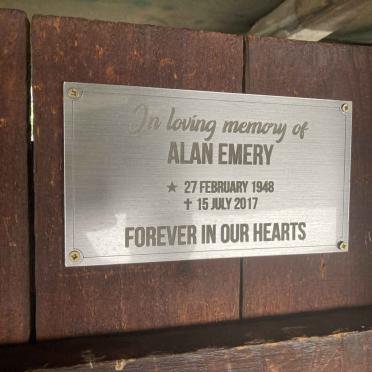 In loving memory of
ALAN EMERY
★ 27 FEBRUARY 1948
✝ 15 JULY 2017
FOREVER IN OUR HEARTS